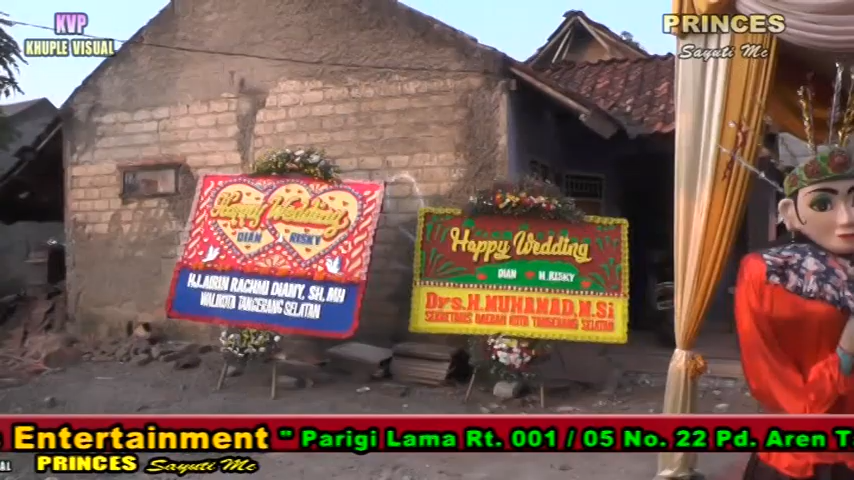 KVP
KHUPLE VISUAL
PRINCES
Sayuti Mc
Happy Wedding
DIAN
RISKY
HJ. AIRIN RACHMI DIANY, SH, MH
WALIKOTA TANGERANG SELATAN
Happy Wedding
DIAN
N RISKY
Drs. H. MUHAMAD, M.SI
SEKRETARIS DAERAH KOTA TANGERANG SELATAN
Entertainment " Parigi Lama Rt. 001 / 05 No. 22 Pd. Aren T
PRINCES Sayuti Mc